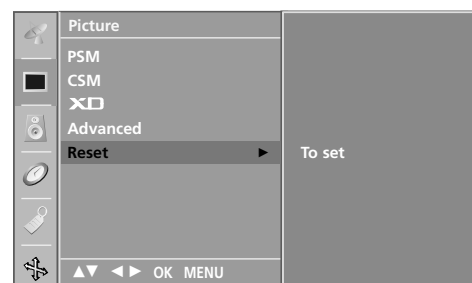 Picture
PSM
CSM
XD
Advanced
Reset ► To set
▲▼ ◄► OK MENU